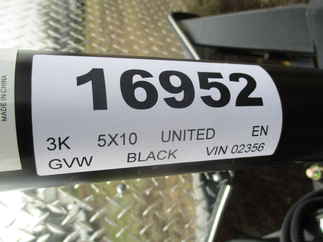 MADE IN CHINA
16952
3K 5X10 UNITED EN
GVW BLACK VIN 02356